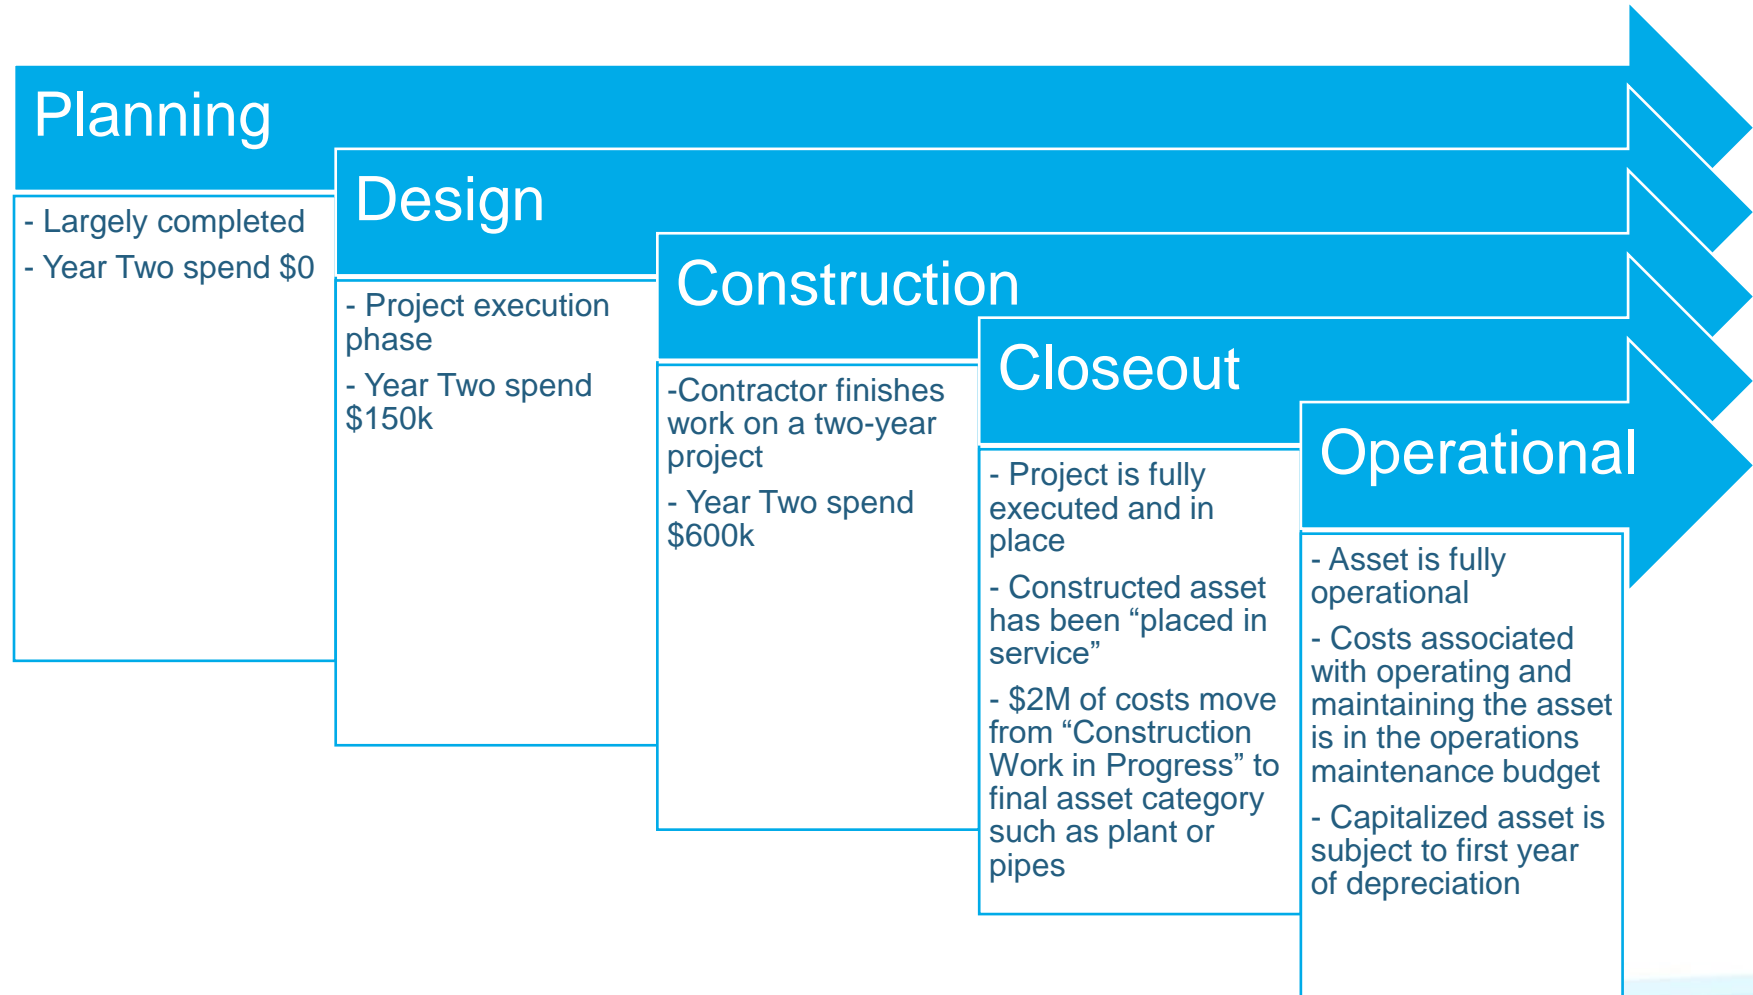 Planning
- Largely completed
- Year Two spend $0
Design
- Project execution
phase
- Year Two spend
$150k
Construction
-Contractor finishes
work on a two-year
project
- Year Two spend
$600k
Closeout
- Project is fully
executed and in
place
- Constructed asset
has been “placed in
service”
- $2M of costs move
from “Construction
Work in Progress” to
final asset category
such as plant or
pipes
Operational
- Asset is fully
operational
- Costs associated
with operating and
maintaining the asset
is in the operations
maintenance budget
- Capitalized asset is
subject to first year
of depreciation